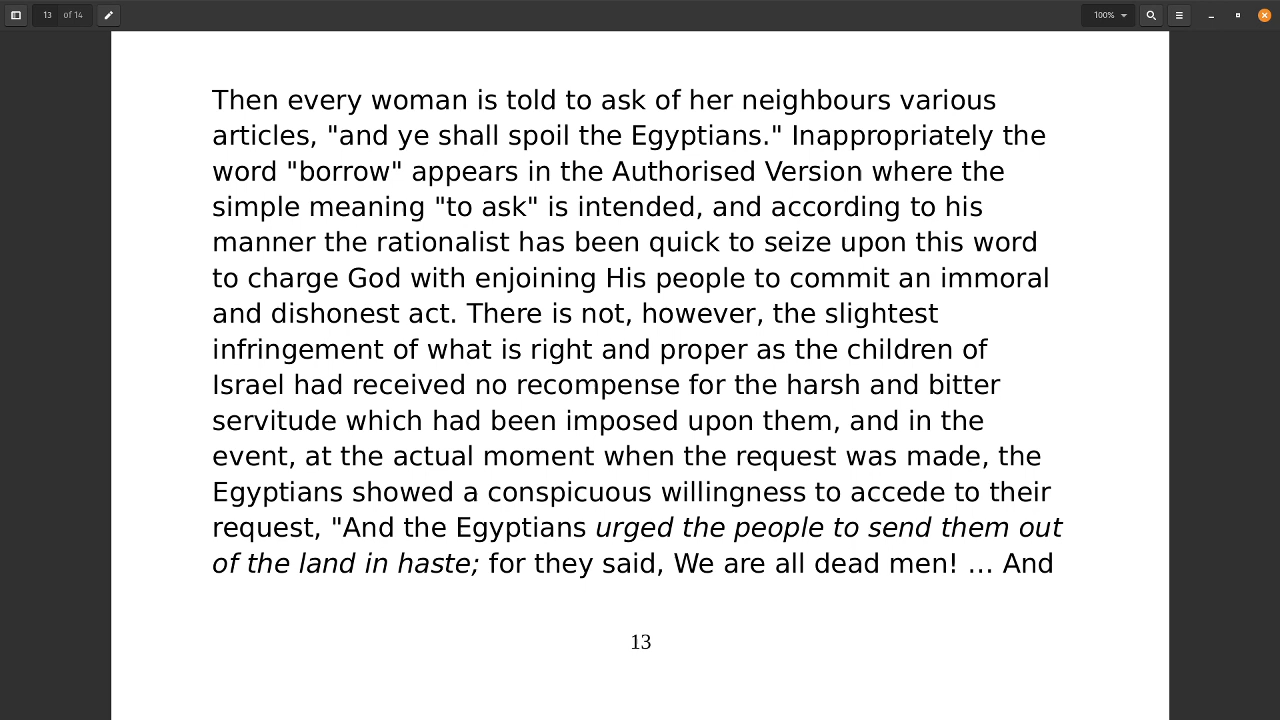 13 of 14
100%
Then every woman is told to ask of her neighbours various
articles, "and ye shall spoil the Egyptians." Inappropriately the
word "borrow" appears in the Authorised Version where the
simple meaning "to ask" is intended, and according to his
manner the rationalist has been quick to seize upon this word
to charge God with enjoining His people to commit an immoral
and dishonest act. There is not, however, the slightest
infringement of what is right and proper as the children of
Israel had received no recompense for the harsh and bitter
servitude which had been imposed upon them, and in the
event, at the actual moment when the request was made, the
Egyptians showed a conspicuous willingness to accede to their
request, "And the Egyptians urged the people to send them out
of the land in haste; for they said, We are all dead men! ... And
13